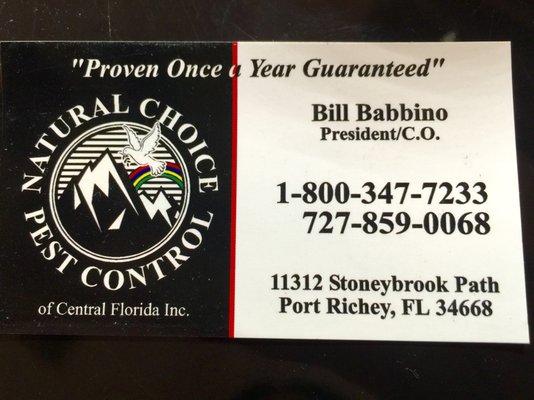 "Proven Once a Year Guaranteed"
NATURAL CHOICE
PEST CONTROL
of Central Florida Inc.
Bill Babbino
President/C.O.
1-800-347-7233
727-859-0068
11312 Stoneybrook Path
Port Richey, FL 34668